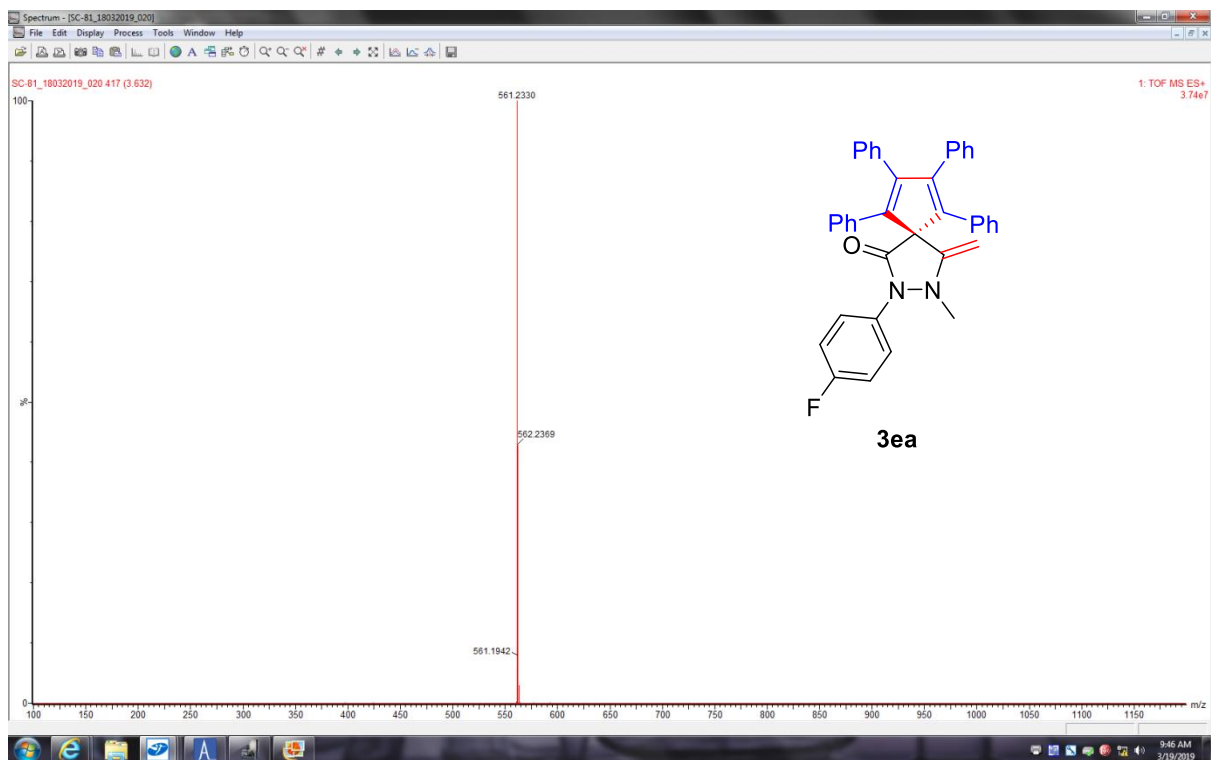 Spectrum - [SC-81_18032019_020]
File Edit Display Process Tools Window Help
SC-81_18032019_020 417 (3.632)
1: TOF MS ES+
3.74e7
100
561.2330
%
562.2369
561.1942
0
100 150 200 250 300 350 400 450 500 550 600 650 700 750 800 850 900 950 1000 1050 1100 1150
m/z
Ph Ph
Ph Ph
O
N N
F
3ea
9:46 AM
3/19/2019